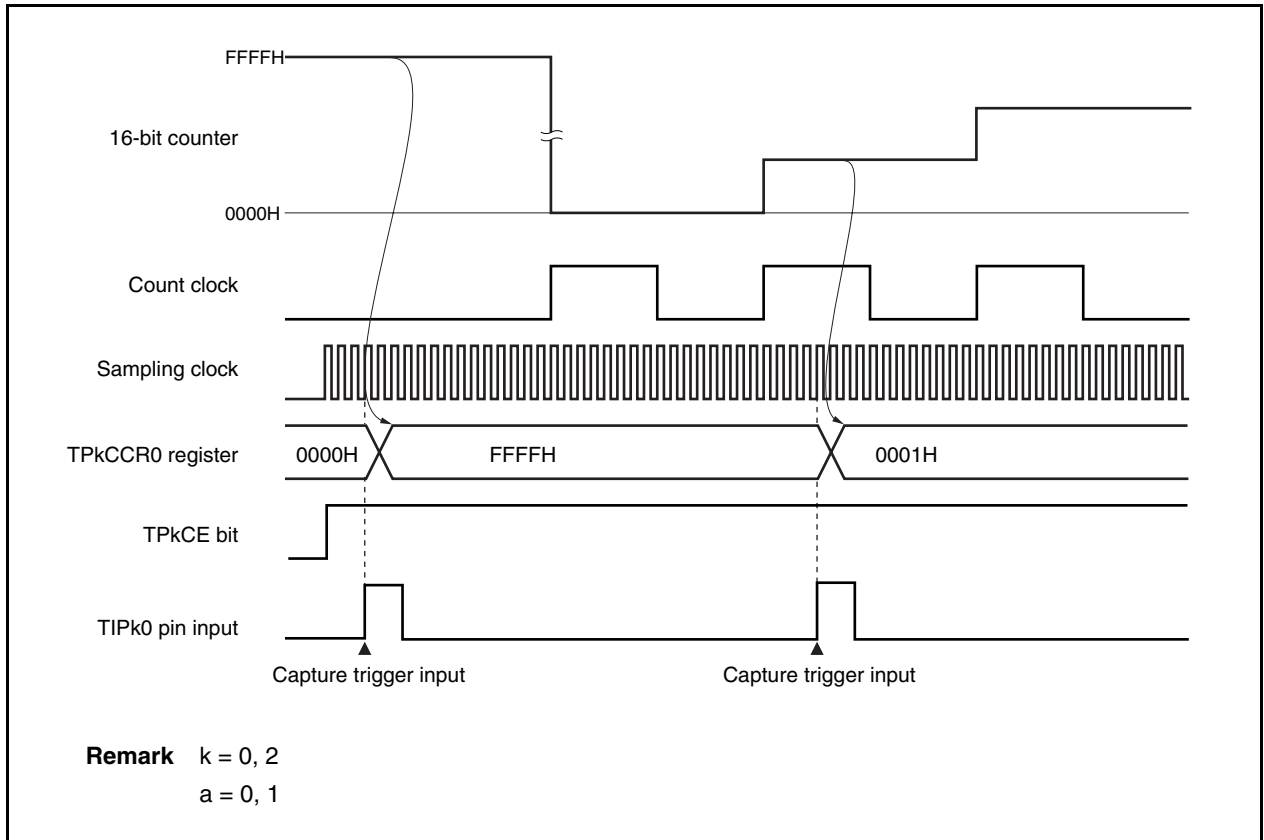 FFFFH
16-bit counter
0000H
Count clock
Sampling clock
TPkCCR0 register
0000H
FFFFH
0001H
TPkCE bit
TIPk0 pin input
Capture trigger input
Capture trigger input
Remark k = 0, 2
a = 0, 1